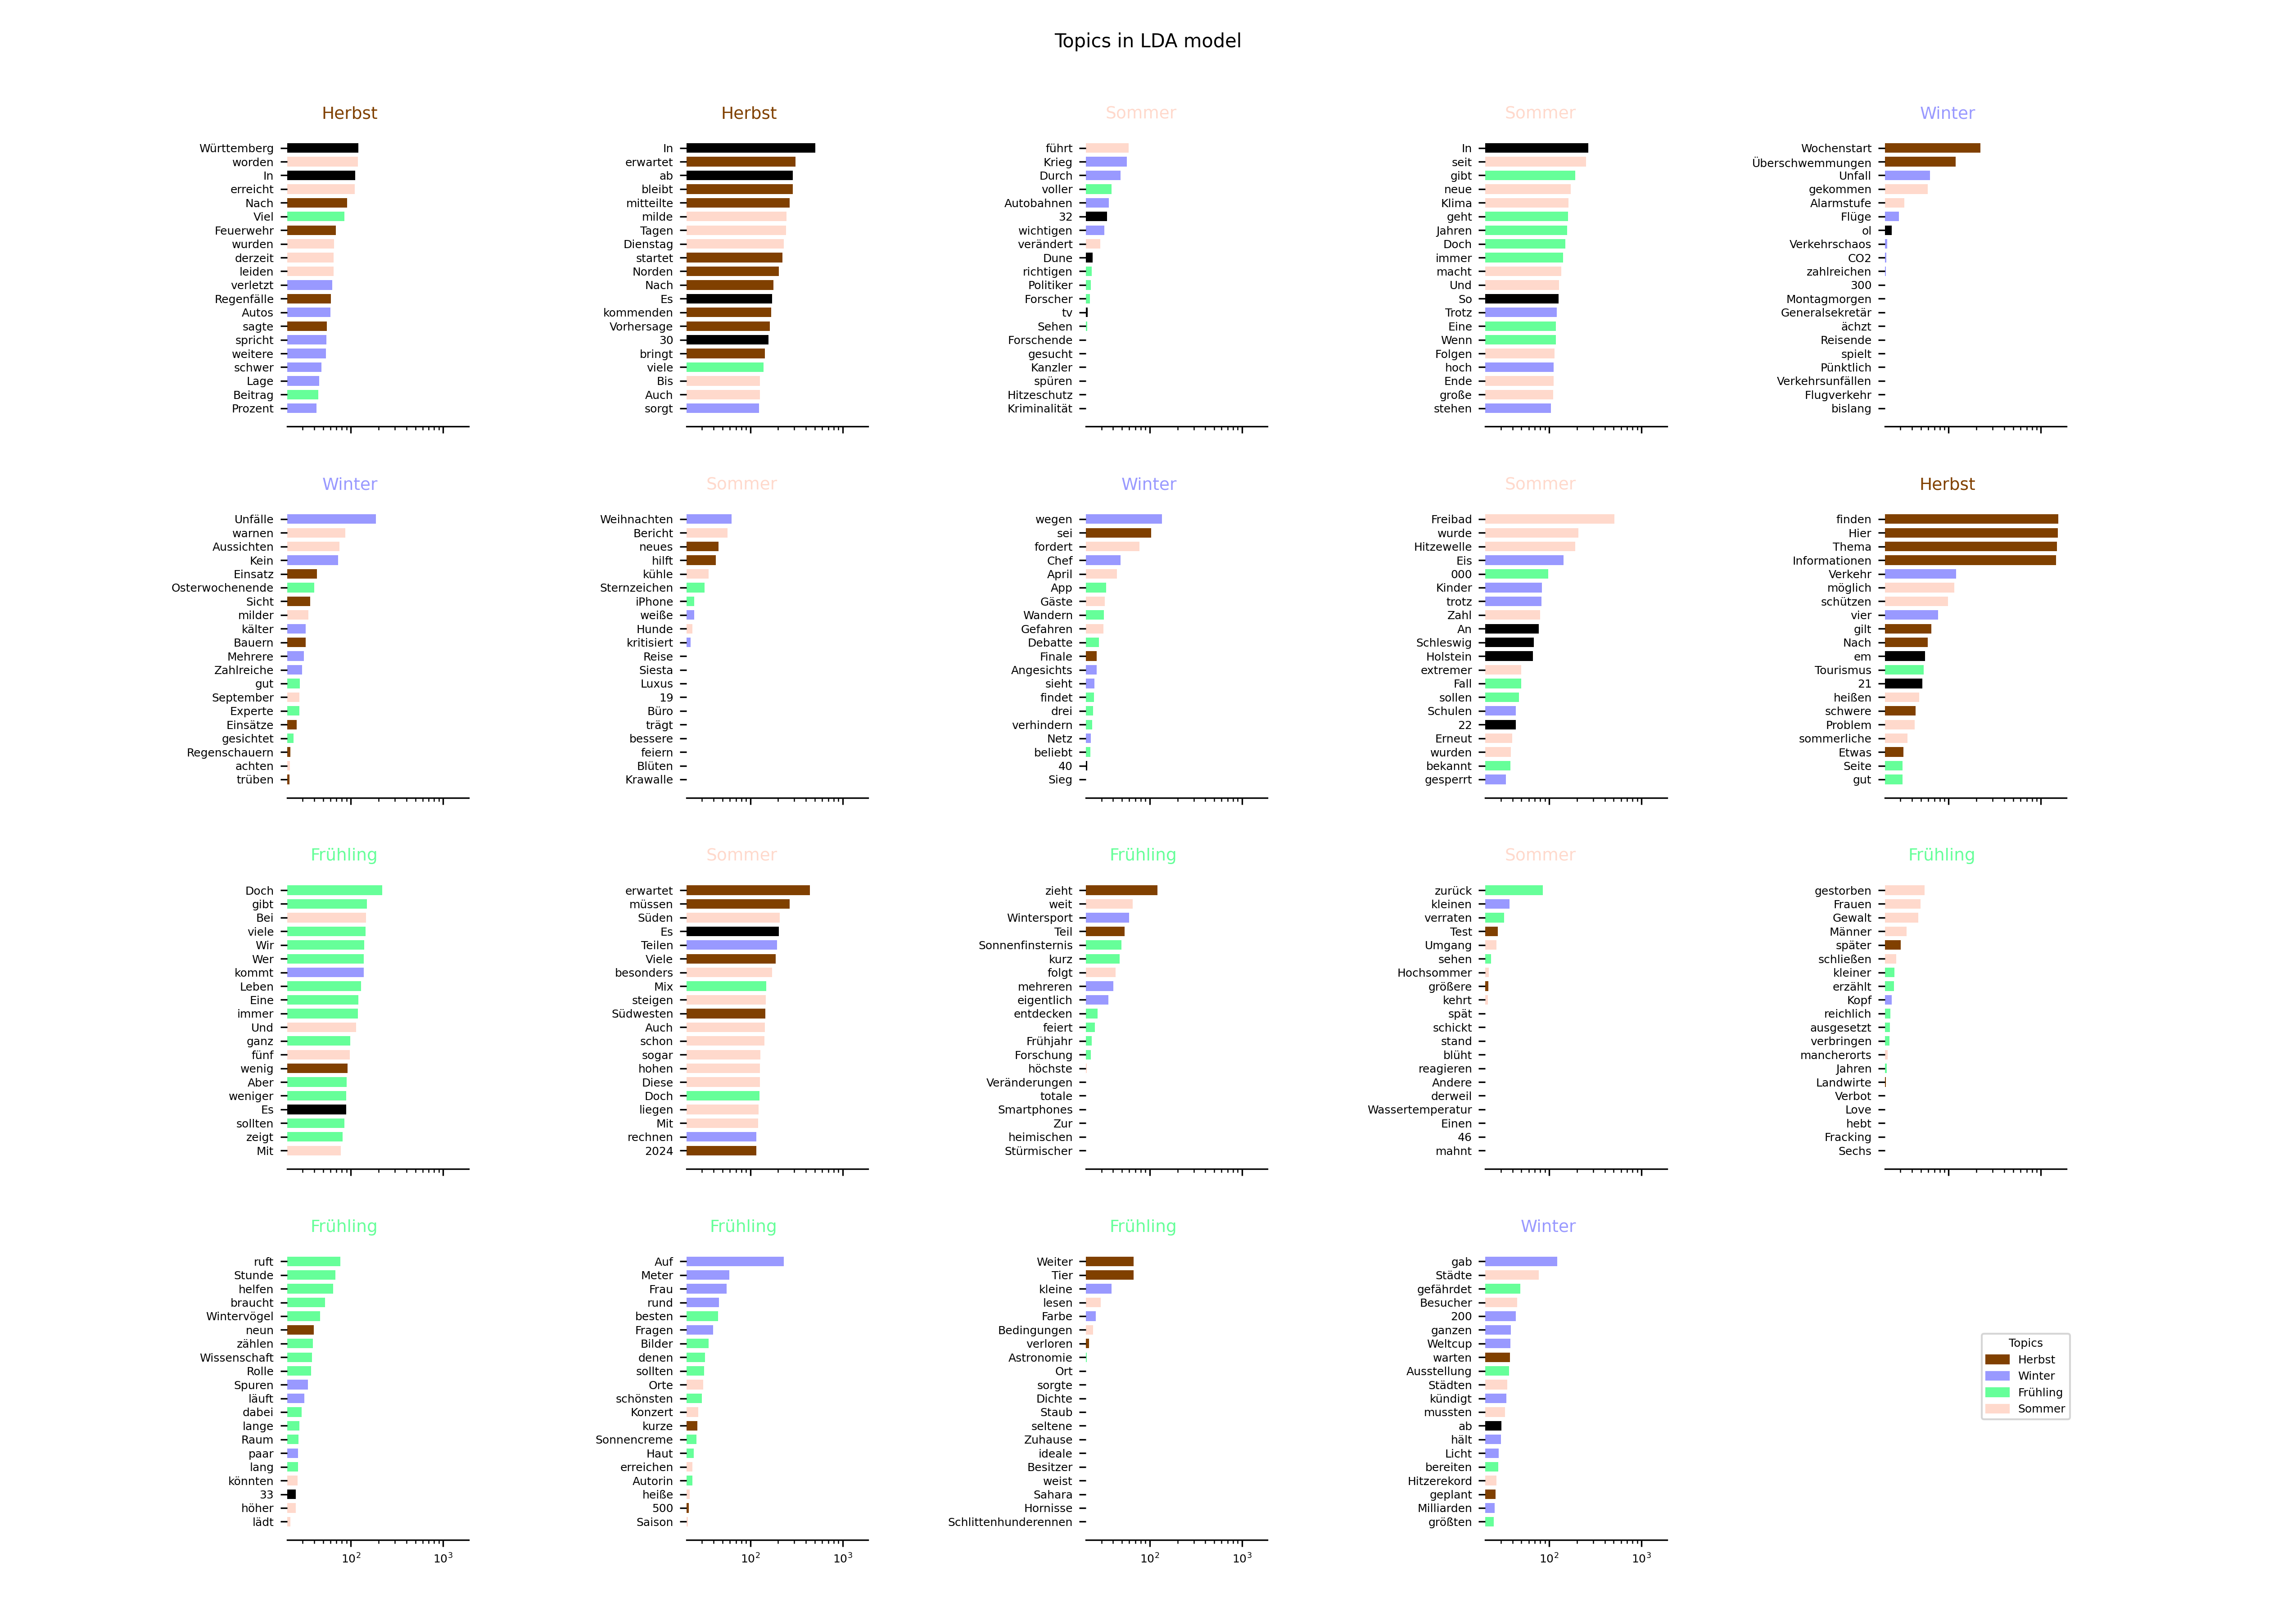 Topics in LDA model
Herbst
Württemberg
worden
In
erreicht
Nach
Viel
Feuerwehr
wurden
derzeit
leiden
verletzt
Regenfälle
Autos
sagte
spricht
weitere
schwer
Lage
Beitrag
Prozent
Herbst
In
erwartet
ab
bleibt
mitteilte
milde
Tagen
Dienstag
startet
Norden
Nach
Es
kommenden
Vorhersage
30
bringt
viele
Bis
Auch
sorgt
Sommer
führt
Krieg
Durch
voller
Autobahnen
32
wichtigen
verändert
Dune
richtigen
Politiker
Forscher
tv
Sehen
Forschende
gesucht
Kanzler
spüren
Hitzeschutz
Kriminalität
Sommer
In
seit
gibt
neue
Klima
geht
Jahren
Doch
immer
macht
Und
So
Trotz
Eine
Wenn
Folgen
hoch
Ende
große
stehen
Winter
Wochenstart
Überschwemmungen
Unfall
gekommen
Alarmstufe
Flüge
ol
Verkehrschaos
CO2
zahlreichen
300
Montagmorgen
Generalsekretär
ächzt
Reisende
spielt
Pünktlich
Verkehrsunfällen
Flugverkehr
bislang
Winter
Unfälle
warnen
Aussichten
Kein
Einsatz
Osterwochenende
Sicht
milder
kälter
Bauern
Mehrere
Zahlreiche
gut
September
Experte
Einsätze
gesichtet
Regenschauern
achten
trüben
Sommer
Weihnachten
Bericht
neues
hilft
kühle
Sternzeichen
iPhone
weiße
Hunde
kritisiert
Reise
Siesta
Luxus
19
Büro
trägt
bessere
feiern
Blüten
Krawalle
Winter
wegen
sei
fordert
Chef
April
App
Gäste
Wandern
Gefahren
Debatte
Finale
Angesichts
sieht
findet
drei
verhindern
Netz
beliebt
40
Sieg
Sommer
Freibad
wurde
Hitzewelle
Eis
000
Kinder
trotz
Zahl
An
Schleswig
Holstein
extremer
Fall
sollen
Schulen
22
Erneut
wurden
bekannt
gesperrt
Herbst
finden
Hier
Thema
Informationen
Verkehr
möglich
schützen
vier
gilt
Nach
em
Tourismus
21
heißen
schwere
Problem
sommerliche
Etwas
Seite
gut
Frühling
Doch
gibt
Bei
viele
Wir
Wer
kommt
Leben
Eine
immer
Und
ganz
fünf
wenig
Aber
weniger
Es
sollten
zeigt
Mit
Sommer
erwartet
müssen
Süden
Es
Teilen
Viele
besonders
Mix
steigen
Südwesten
Auch
schon
sogar
hohen
Diese
Doch
liegen
Mit
rechnen
2024
Frühling
zieht
weit
Wintersport
Teil
Sonnenfinsternis
kurz
folgt
mehreren
eigentlich
entdecken
feiert
Frühjahr
Forschung
höchste
Veränderungen
totale
Smartphones
Zur
heimischen
Stürmischer
Sommer
zurück
kleinen
verraten
Test
Umgang
sehen
Hochsommer
größere
kehrt
spät
schickt
stand
blüht
reagieren
Andere
derweil
Wassertemperatur
Einen
46
mahnt
Frühling
gestorben
Frauen
Gewalt
Männer
später
schließen
kleiner
erzählt
Kopf
reichlich
ausgesetzt
verbringen
mancherorts
Jahren
Landwirte
Verbot
Love
hebt
Fracking
Sechs
Frühling
ruft
Stunde
helfen
braucht
Wintervögel
neun
zählen
Wissenschaft
Rolle
Spuren
läuft
dabei
lange
Raum
paar
lang
könnten
33
höher
lädt
10² 10³
Frühling
Auf
Meter
Frau
rund
besten
Fragen
Bilder
denen
sollten
Orte
schönsten
Konzert
kurze
Sonnencreme
Haut
erreichen
Autorin
heiße
500
Saison
10² 10³
Frühling
Weiter
Tier
kleine
lesen
Farbe
Bedingungen
verloren
Astronomie
Ort
sorgte
Dichte
Staub
seltene
Zuhause
ideale
Besitzer
weist
Sahara
Hornisse
Schlittenhunderennen
10² 10³
Winter
gab
Städte
gefährdet
Besucher
200
ganzen
Weltcup
warten
Ausstellung
Städten
kündigt
mussten
ab
hält
Licht
bereiten
Hitzerekord
geplant
Milliarden
größten
10² 10³
Topics
Herbst
Winter
Frühling
Sommer